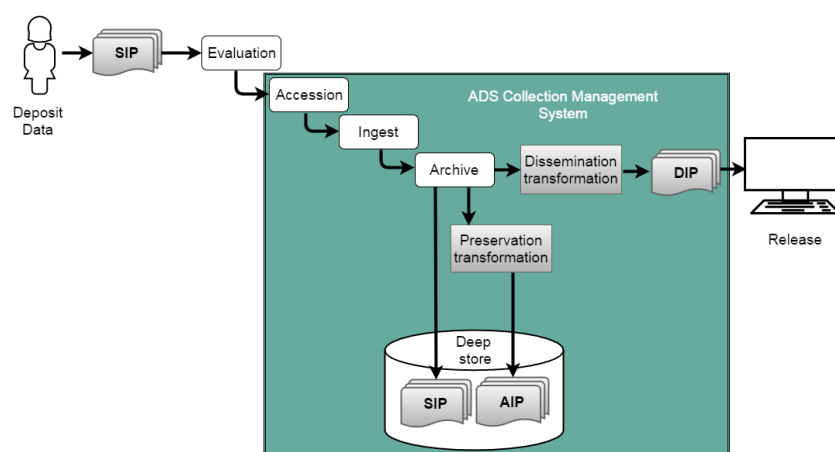 SIP
Evaluation
Deposit
Data
Accession
ADS Collection Management
System
Ingest
Archive
Dissemination
transformation
DIP
Release
Preservation
transformation
Deep
store
SIP
AIP